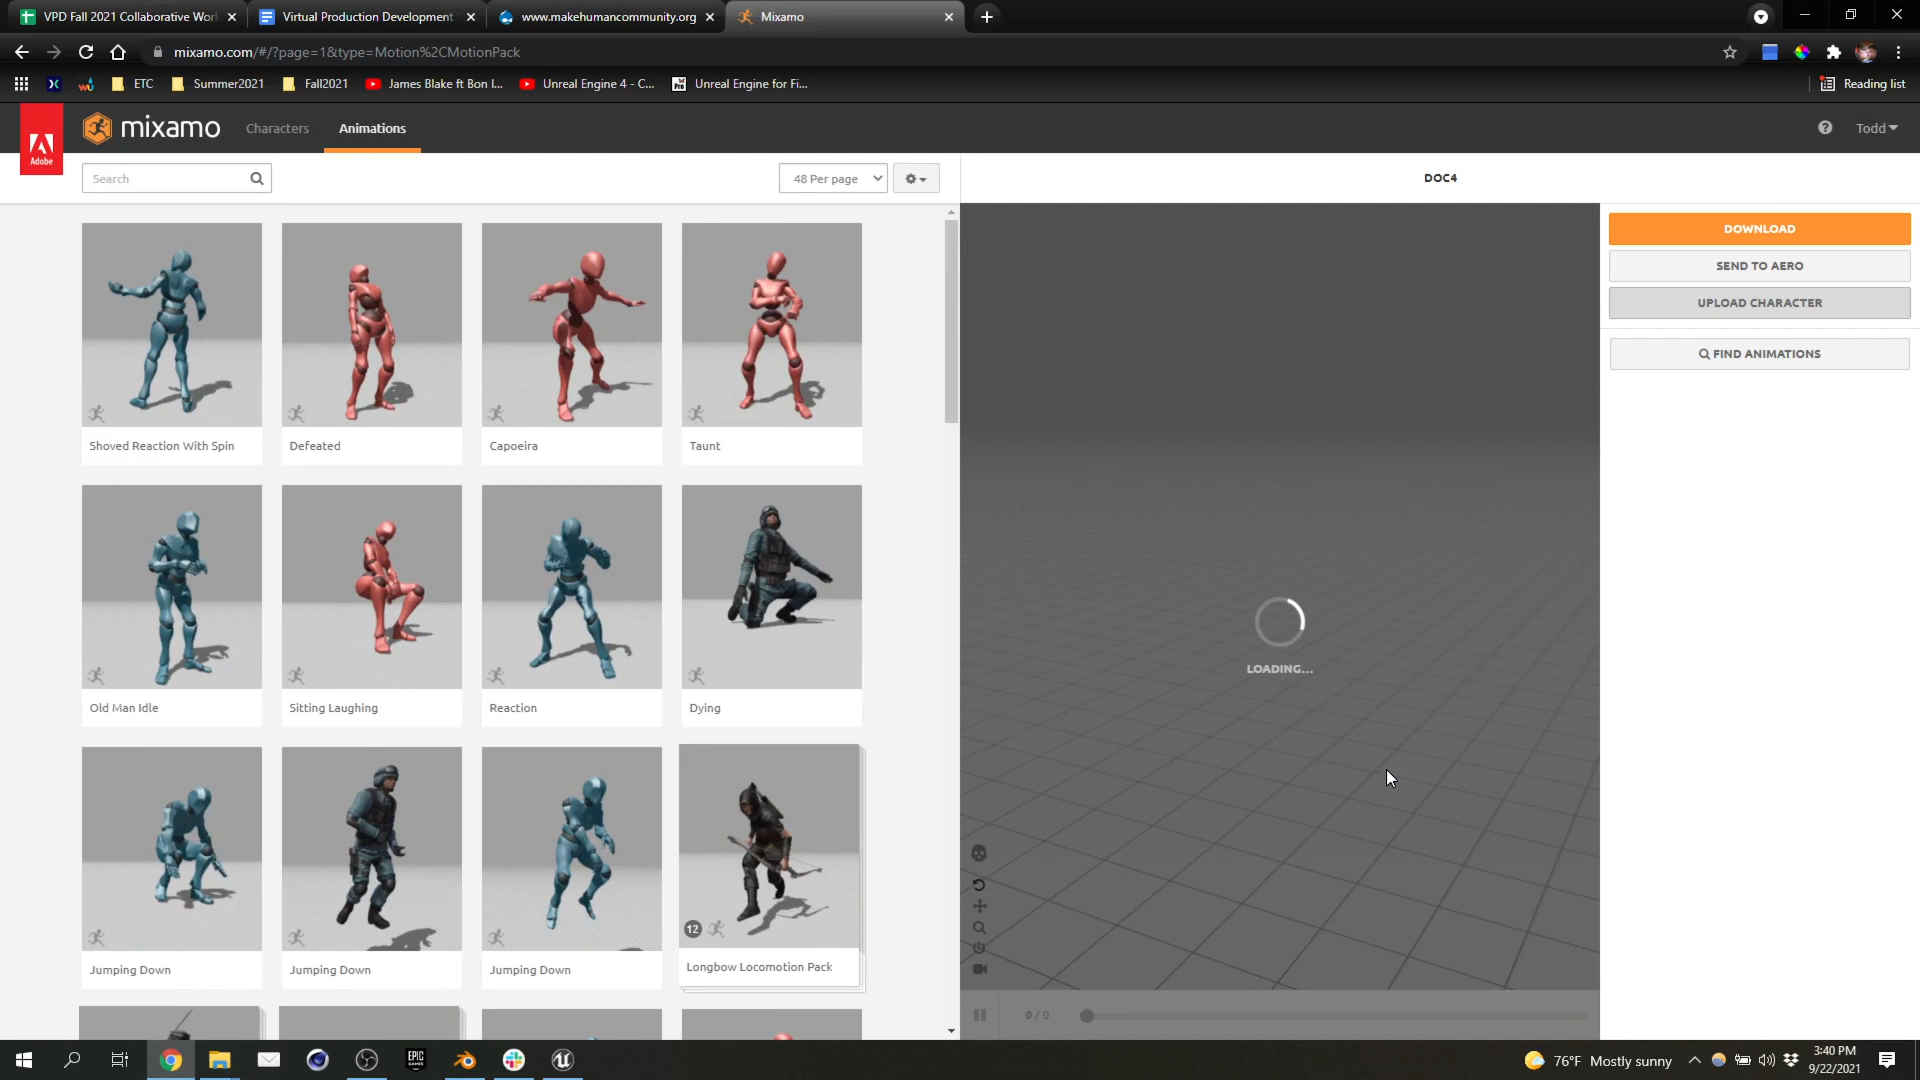 VPD Fall 2021 Collaborative Wor
Virtual Production Development
www.makehumancommunity.org
Mixamo
mixamo.com/#/?page=1&type=Motion%2CMotionPack
ETC
Summer2021
Fall2021
James Blake ft Bon I...
Unreal Engine 4 - C...
Unreal Engine for Fi...
Reading list
Adobe
mixamo
Characters
Animations
Todd
Search
48 Per page
DOC4
DOWNLOAD
SEND TO AERO
UPLOAD CHARACTER
FIND ANIMATIONS
Shoved Reaction With Spin
Defeated
Capoeira
Taunt
Old Man Idle
Sitting Laughing
Reaction
Dying
LOADING...
Jumping Down
Jumping Down
Jumping Down
12
Longbow Locomotion Pack
0 / 0
EPIC
GAMES
76°F Mostly sunny
3:40 PM
9/22/2021